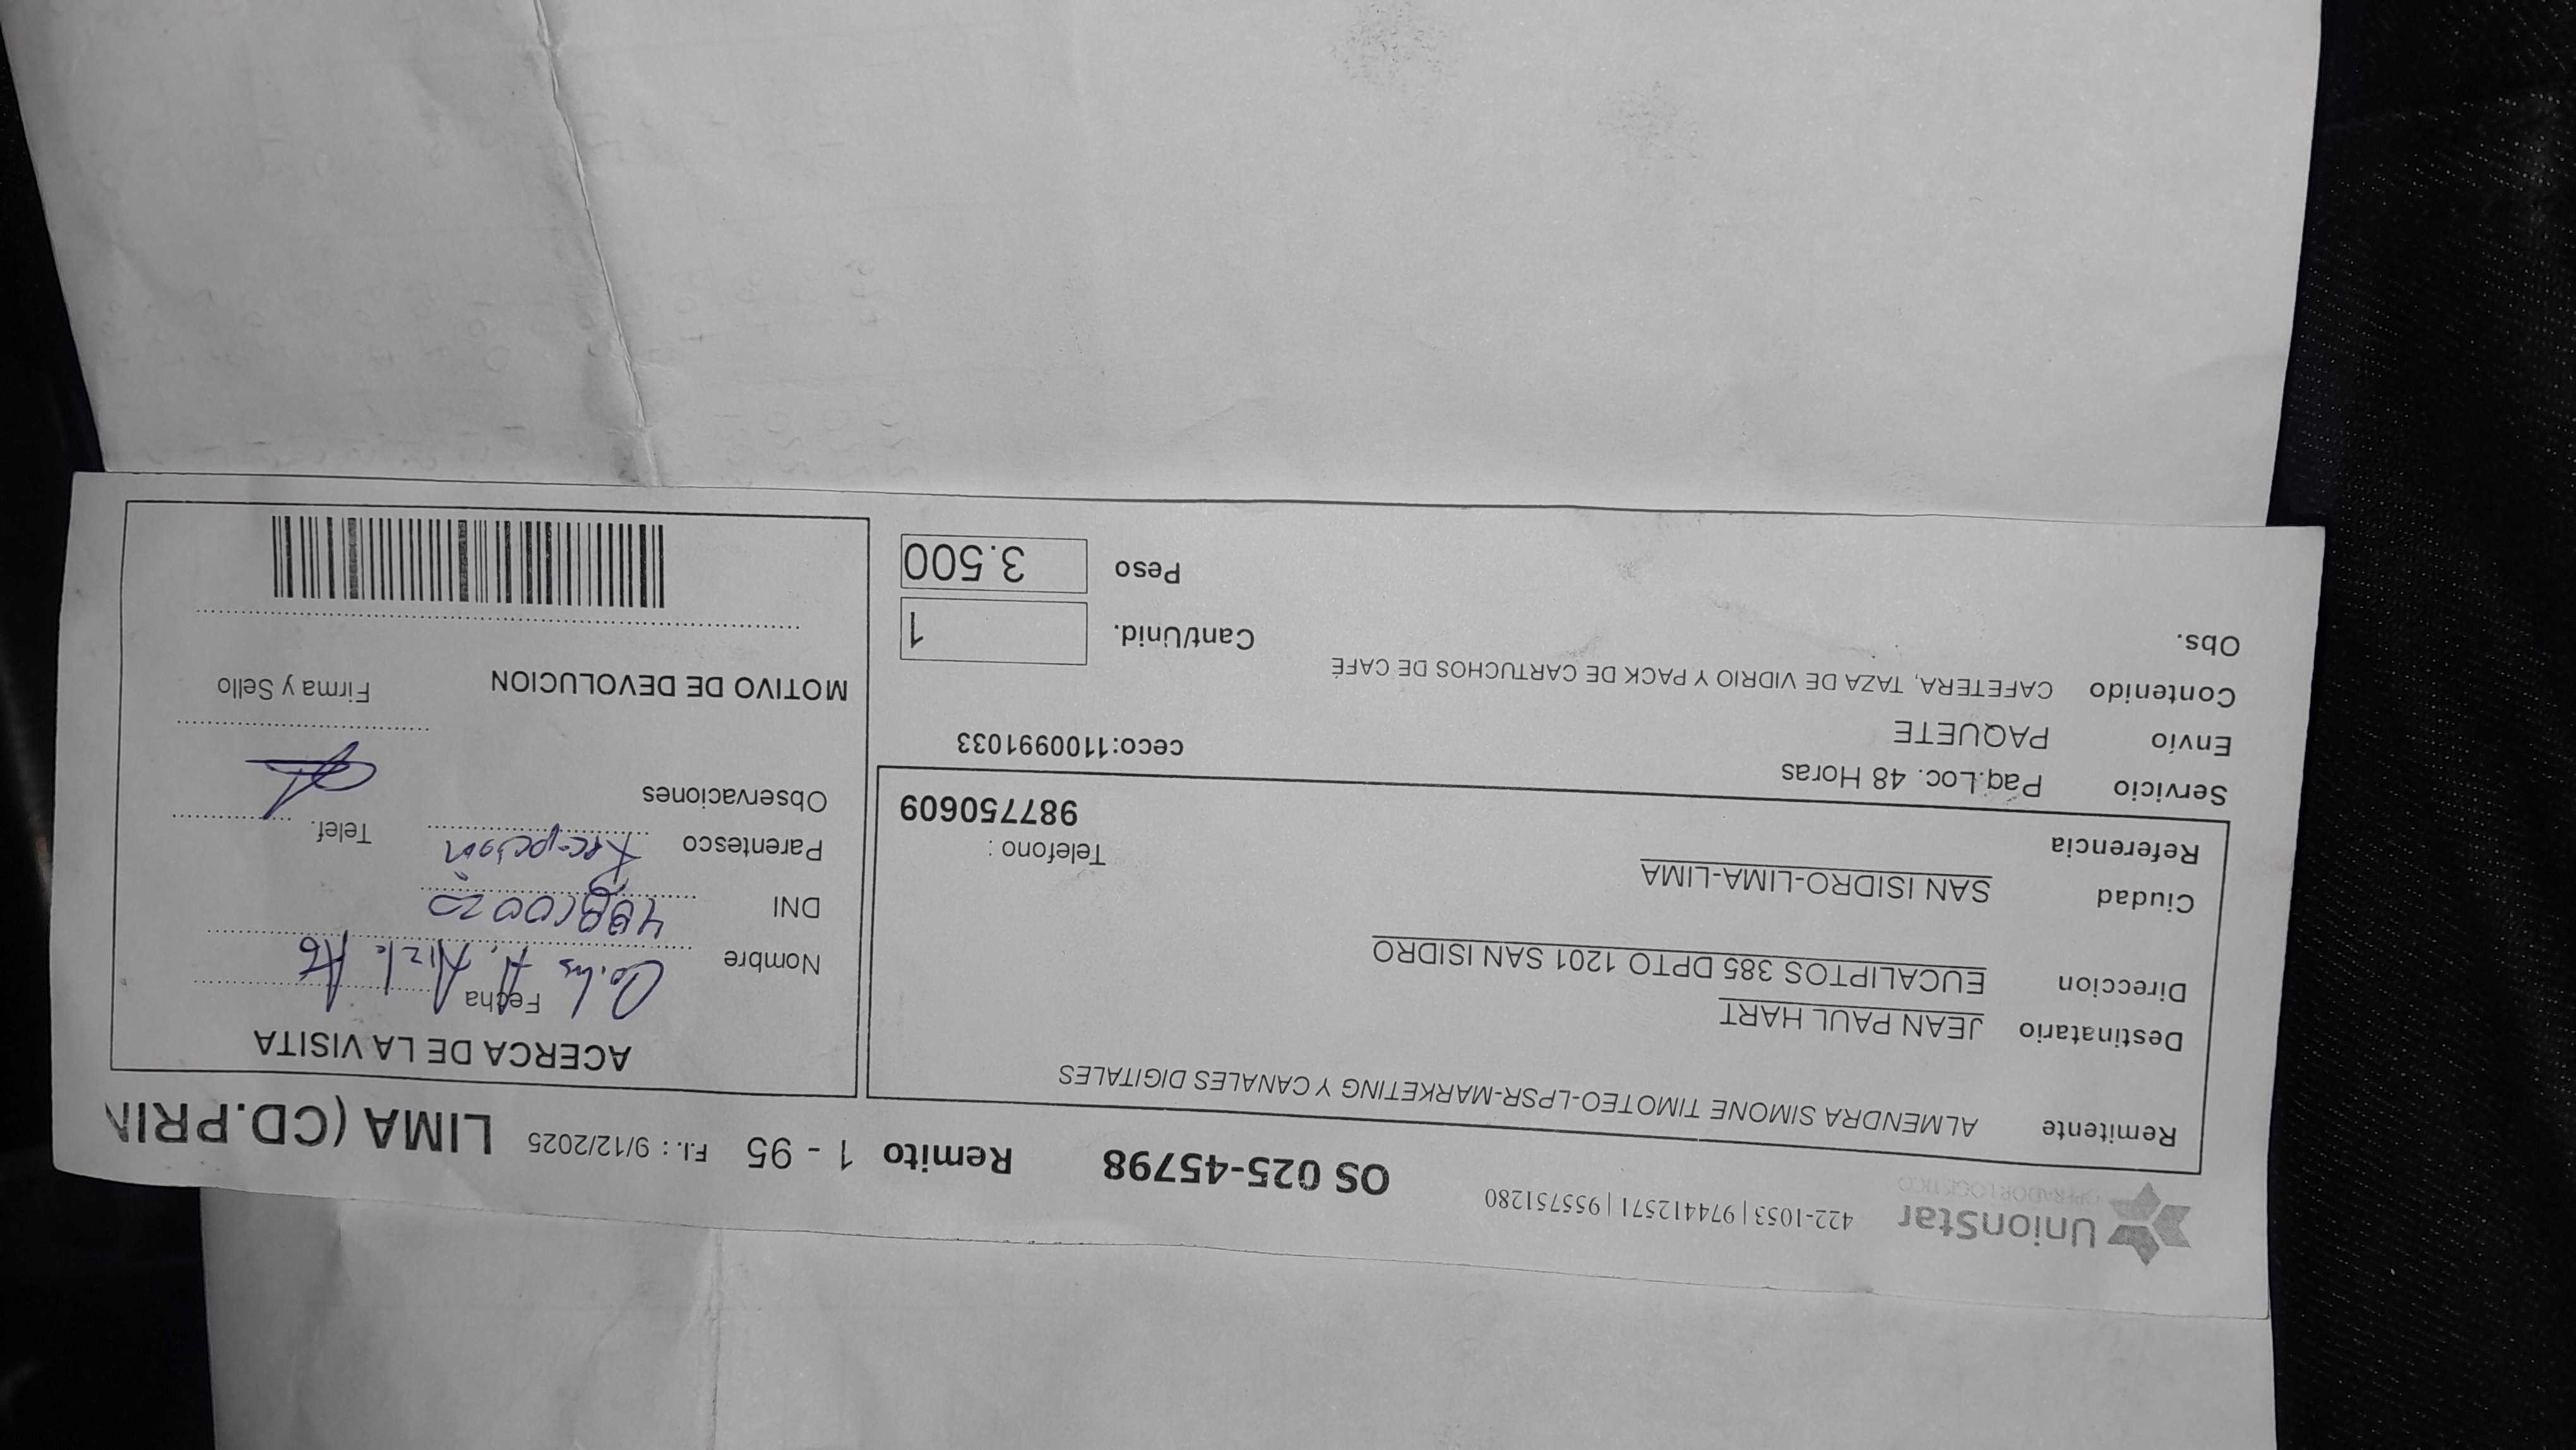 UnionStar
OPERADOR LOGISTICO
422-1053 | 974412571 | 955751280
OS 025-45798 Remito 1 - 95 F.I. : 9/12/2025 LIMA (CD.PRIN
Remitente ALMENDRA SIMONE TIMOTEO-LPSR-MARKETING Y CANALES DIGITALES
Destinatario JEAN PAUL HART
Direccion EUCALIPTOS 385 DPTO 1201 SAN ISIDRO
Ciudad SAN ISIDRO-LIMA-LIMA
Telefono :
Referencia 987750609
Servicio Paq.Loc. 48 Horas
Envío PAQUETE ceco:1100991033
Contenido CAFETERA, TAZA DE VIDRIO Y PACK DE CARTUCHOS DE CAFÉ
Obs.
Cant/Unid. 1
Peso 3.500
ACERCA DE LA VISITA
Fecha
Nombre
DNI
Parentesco Recepción Telef.
Observaciones
MOTIVO DE DEVOLUCION Firma y Sello